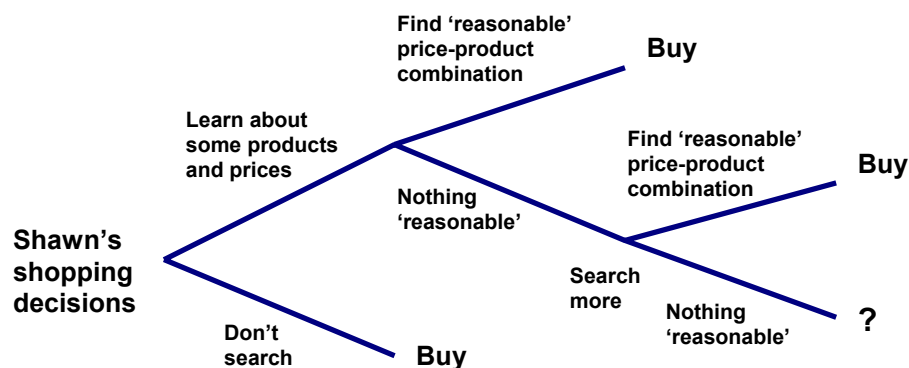 Find ‘reasonable’
price-product
combination
Buy
Learn about
some products
and prices
Find ‘reasonable’
price-product
combination
Buy
Nothing
‘reasonable’
Shawn’s
shopping
decisions
Search
more
Nothing
‘reasonable’
?
Don’t
search
Buy